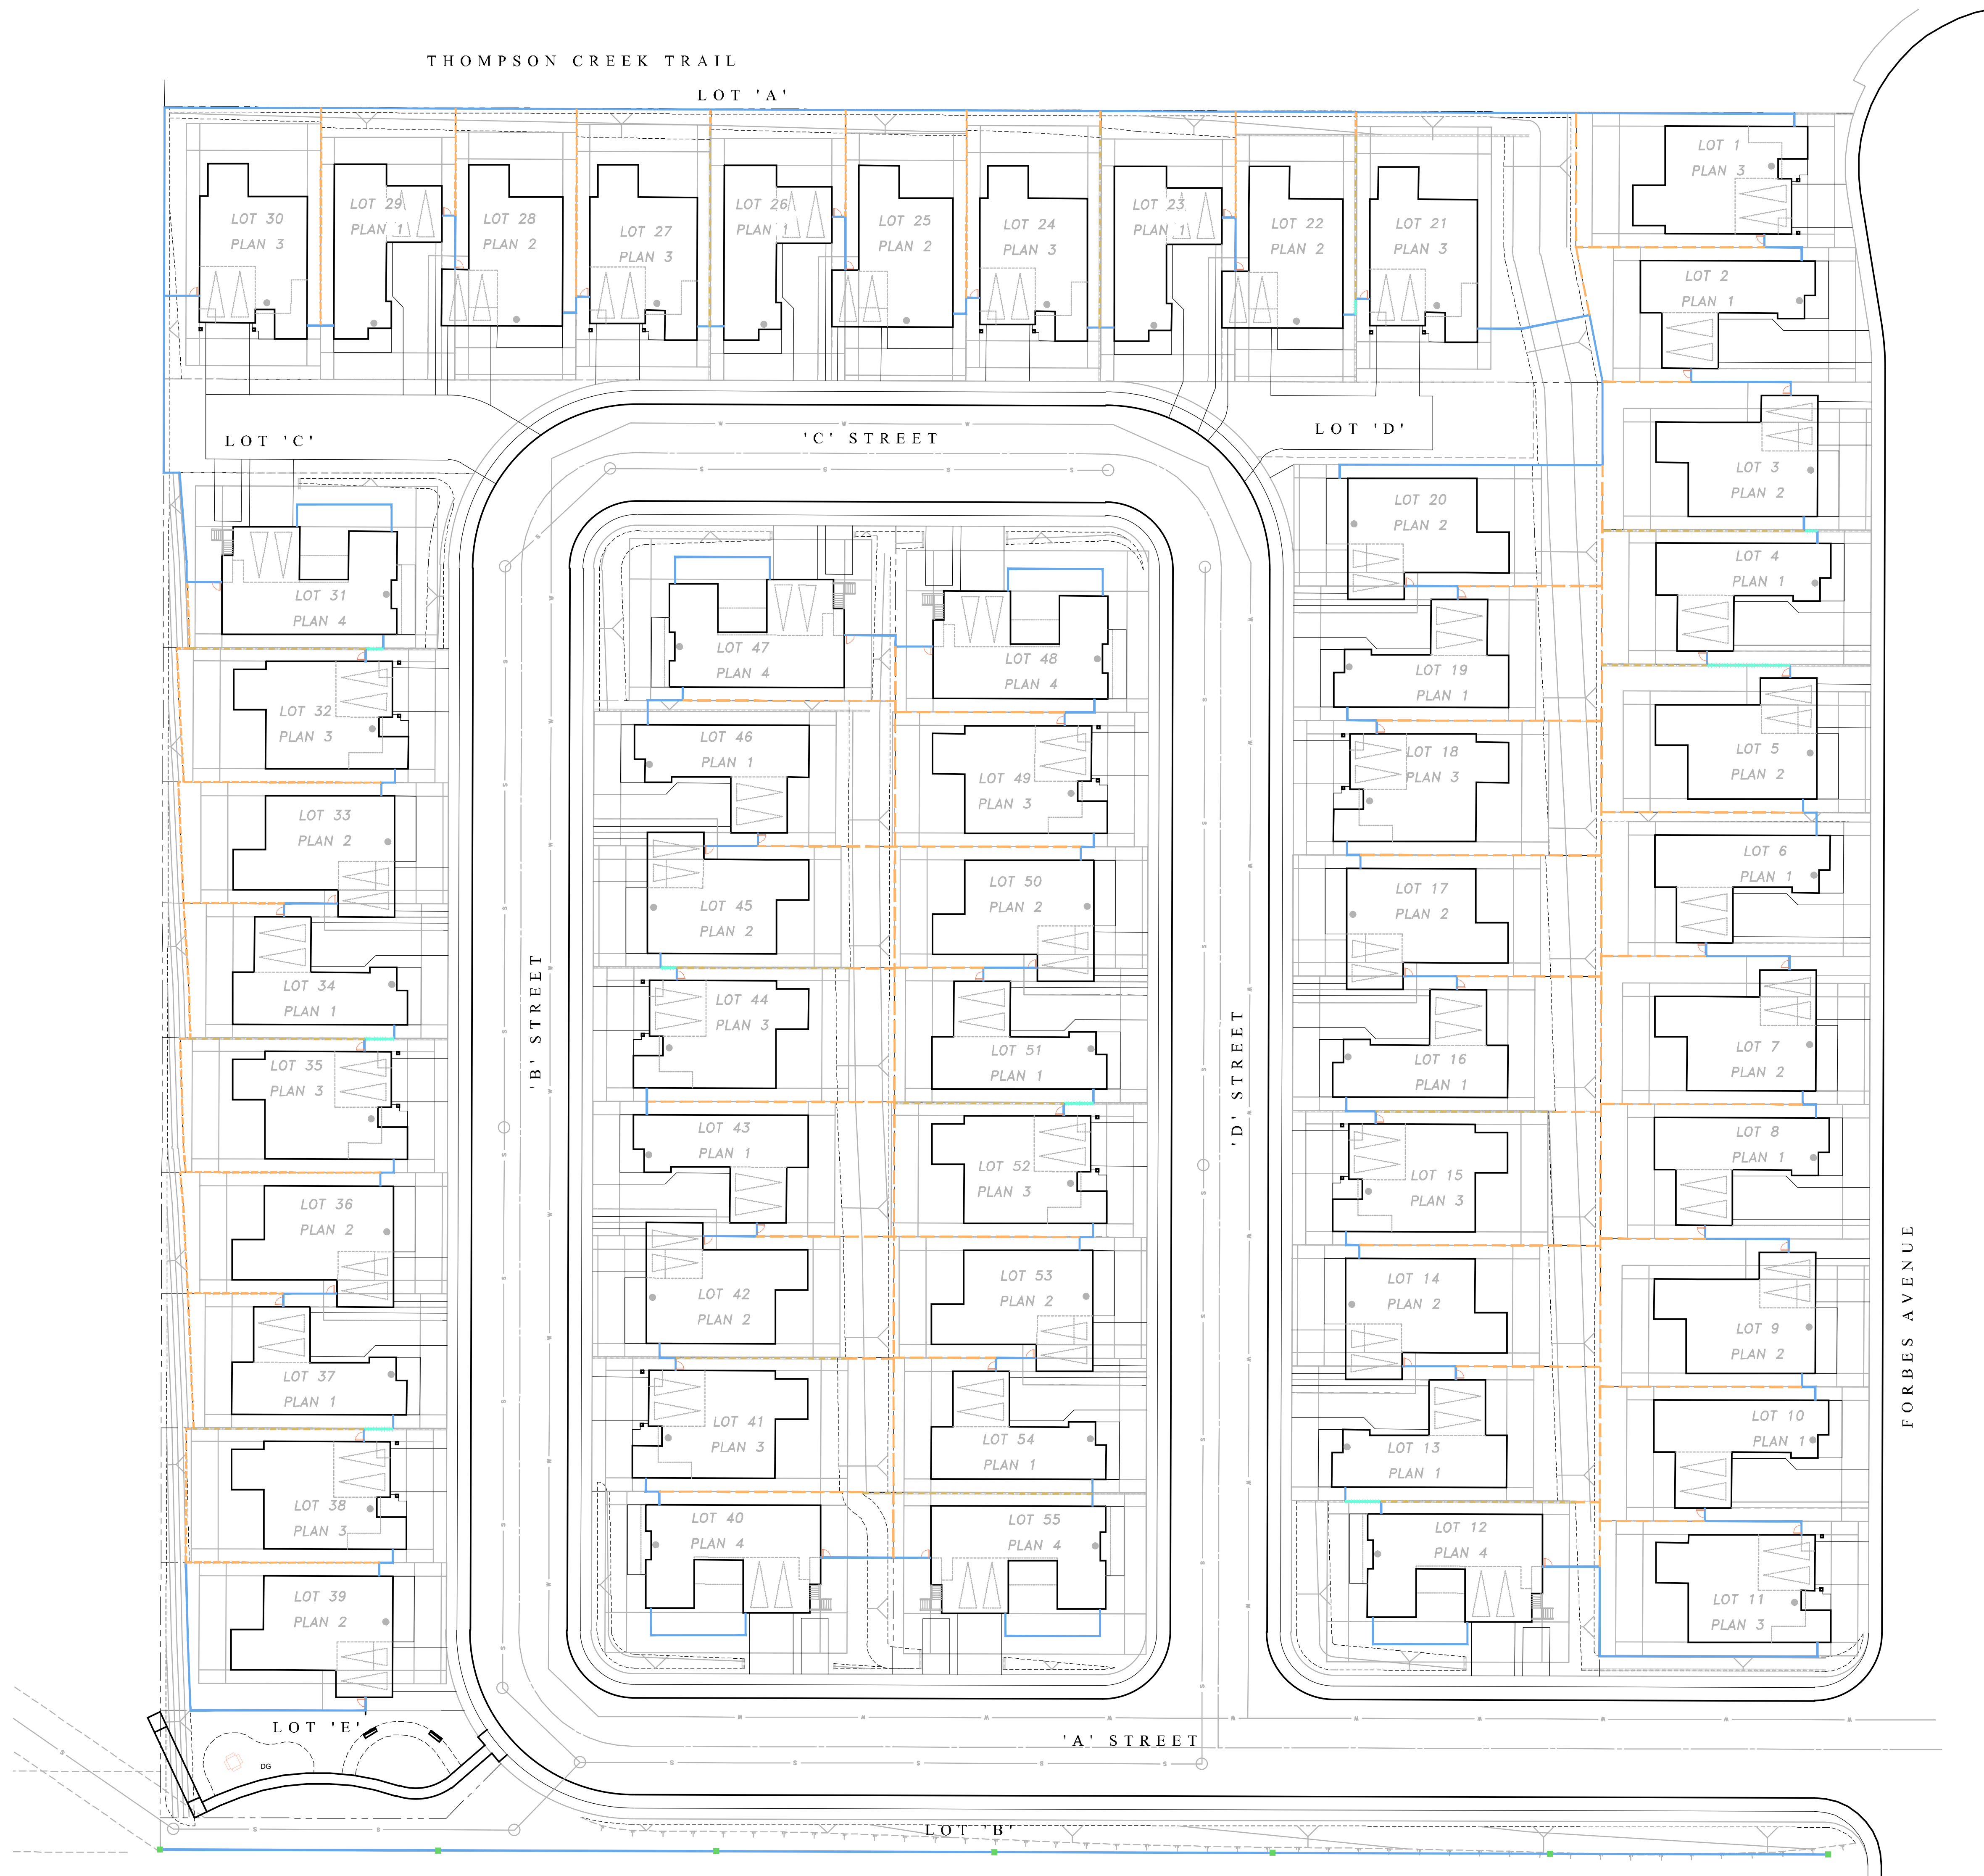 THOMPSON CREEK TRAIL
LOT 'A'
LOT 30
PLAN 3
LOT 29
PLAN 1
LOT 28
PLAN 2
LOT 27
PLAN 3
LOT 26
PLAN 1
LOT 25
PLAN 2
LOT 24
PLAN 3
LOT 23
PLAN 1
LOT 22
PLAN 2
LOT 21
PLAN 3
LOT 1
PLAN 3
LOT 2
PLAN 1
LOT 3
PLAN 2
LOT 4
PLAN 1
LOT 5
PLAN 2
LOT 6
PLAN 1
LOT 7
PLAN 2
LOT 8
PLAN 1
LOT 9
PLAN 2
LOT 10
PLAN 1
LOT 11
PLAN 3
FORBES AVENUE
LOT 'C'
'C' STREET
LOT 'D'
LOT 20
PLAN 2
LOT 19
PLAN 1
LOT 18
PLAN 3
LOT 17
PLAN 2
LOT 16
PLAN 1
LOT 15
PLAN 3
LOT 14
PLAN 2
LOT 13
PLAN 1
LOT 12
PLAN 4
LOT 31
PLAN 4
LOT 32
PLAN 3
LOT 33
PLAN 2
LOT 34
PLAN 1
LOT 35
PLAN 3
LOT 36
PLAN 2
LOT 37
PLAN 1
LOT 38
PLAN 3
LOT 39
PLAN 2
'B' STREET
LOT 47
PLAN 4
LOT 46
PLAN 1
LOT 45
PLAN 2
LOT 44
PLAN 3
LOT 43
PLAN 1
LOT 42
PLAN 2
LOT 41
PLAN 3
LOT 40
PLAN 4
LOT 48
PLAN 4
LOT 49
PLAN 3
LOT 50
PLAN 2
LOT 51
PLAN 1
LOT 52
PLAN 3
LOT 53
PLAN 2
LOT 54
PLAN 1
LOT 55
PLAN 4
'D' STREET
LOT 'E'
DG
'A' STREET
LOT 'B'